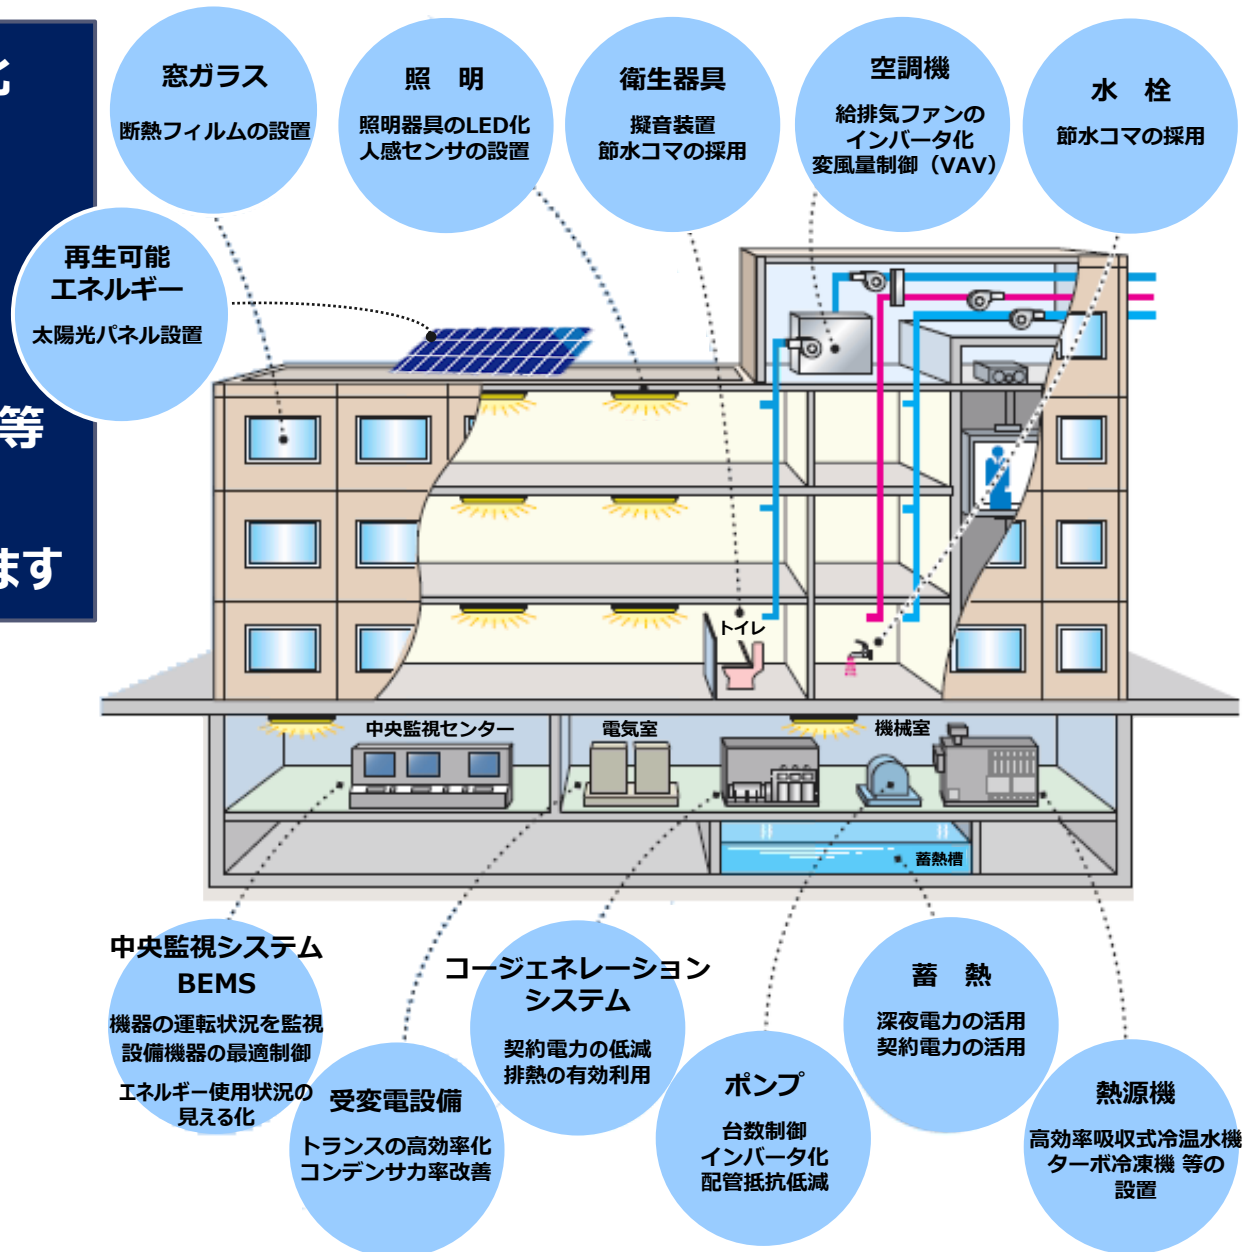 化
等
ます
窓ガラス
断熱フィルムの設置
照　明
照明器具のLED化
人感センサの設置
衛生器具
擬音装置
節水コマの採用
空調機
給排気ファンの
インバータ化
変風量制御（VAV）
水　栓
節水コマの採用
再生可能
エネルギー
太陽光パネル設置
トイレ
中央監視センター
電気室
機械室
蓄熱槽
中央監視システム
BEMS
機器の運転状況を監視
設備機器の最適制御
エネルギー使用状況の
見える化
受変電設備
トランスの高効率化
コンデンサ力率改善
コージェネレーション
システム
契約電力の低減
排熱の有効利用
ポンプ
台数制御
インバータ化
配管抵抗低減
蓄　熱
深夜電力の活用
契約電力の活用
熱源機
高効率吸収式冷温水機
ターボ冷凍機 等の
設置